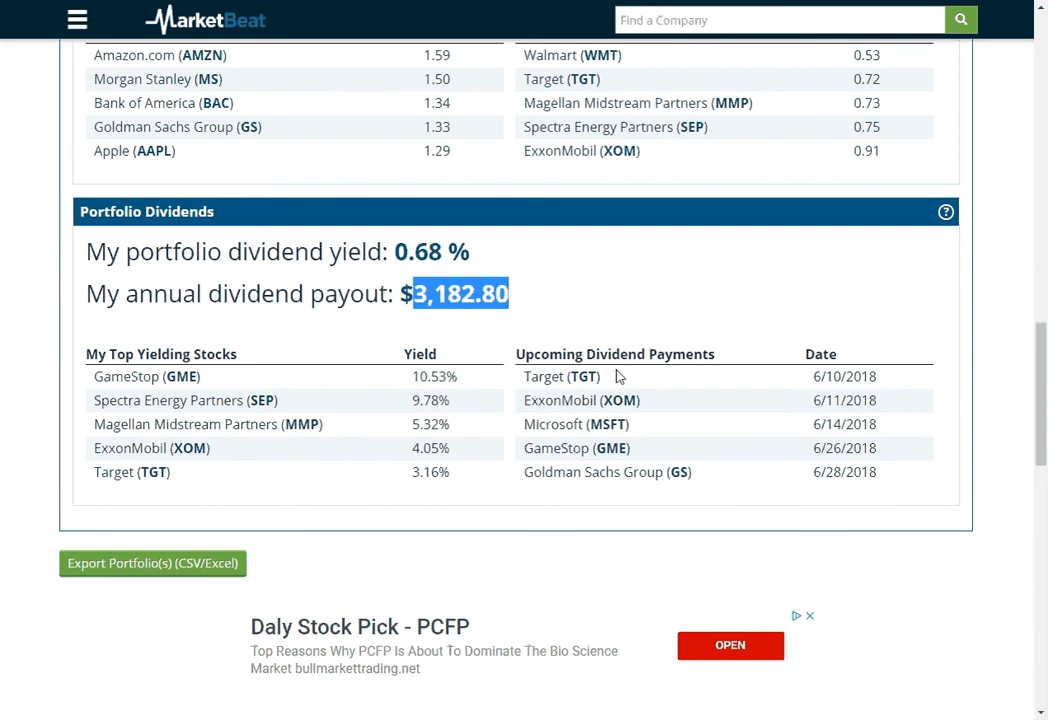 MarketBeat
Find a Company
Amazon.com (AMZN) 1.59 Walmart (WMT) 0.53
Morgan Stanley (MS) 1.50 Target (TGT) 0.72
Bank of America (BAC) 1.34 Magellan Midstream Partners (MMP) 0.73
Goldman Sachs Group (GS) 1.33 Spectra Energy Partners (SEP) 0.75
Apple (AAPL) 1.29 ExxonMobil (XOM) 0.91
Portfolio Dividends ?
My portfolio dividend yield: 0.68 %
My annual dividend payout: $3,182.80
My Top Yielding Stocks Yield Upcoming Dividend Payments Date
GameStop (GME) 10.53% Target (TGT) 6/10/2018
Spectra Energy Partners (SEP) 9.78% ExxonMobil (XOM) 6/11/2018
Magellan Midstream Partners (MMP) 5.32% Microsoft (MSFT) 6/14/2018
ExxonMobil (XOM) 4.05% GameStop (GME) 6/26/2018
Target (TGT) 3.16% Goldman Sachs Group (GS) 6/28/2018
Export Portfolio(s) (CSV/Excel)
Daly Stock Pick - PCFP
Top Reasons Why PCFP Is About To Dominate The Bio Science
Market bullmarkettrading.net
OPEN